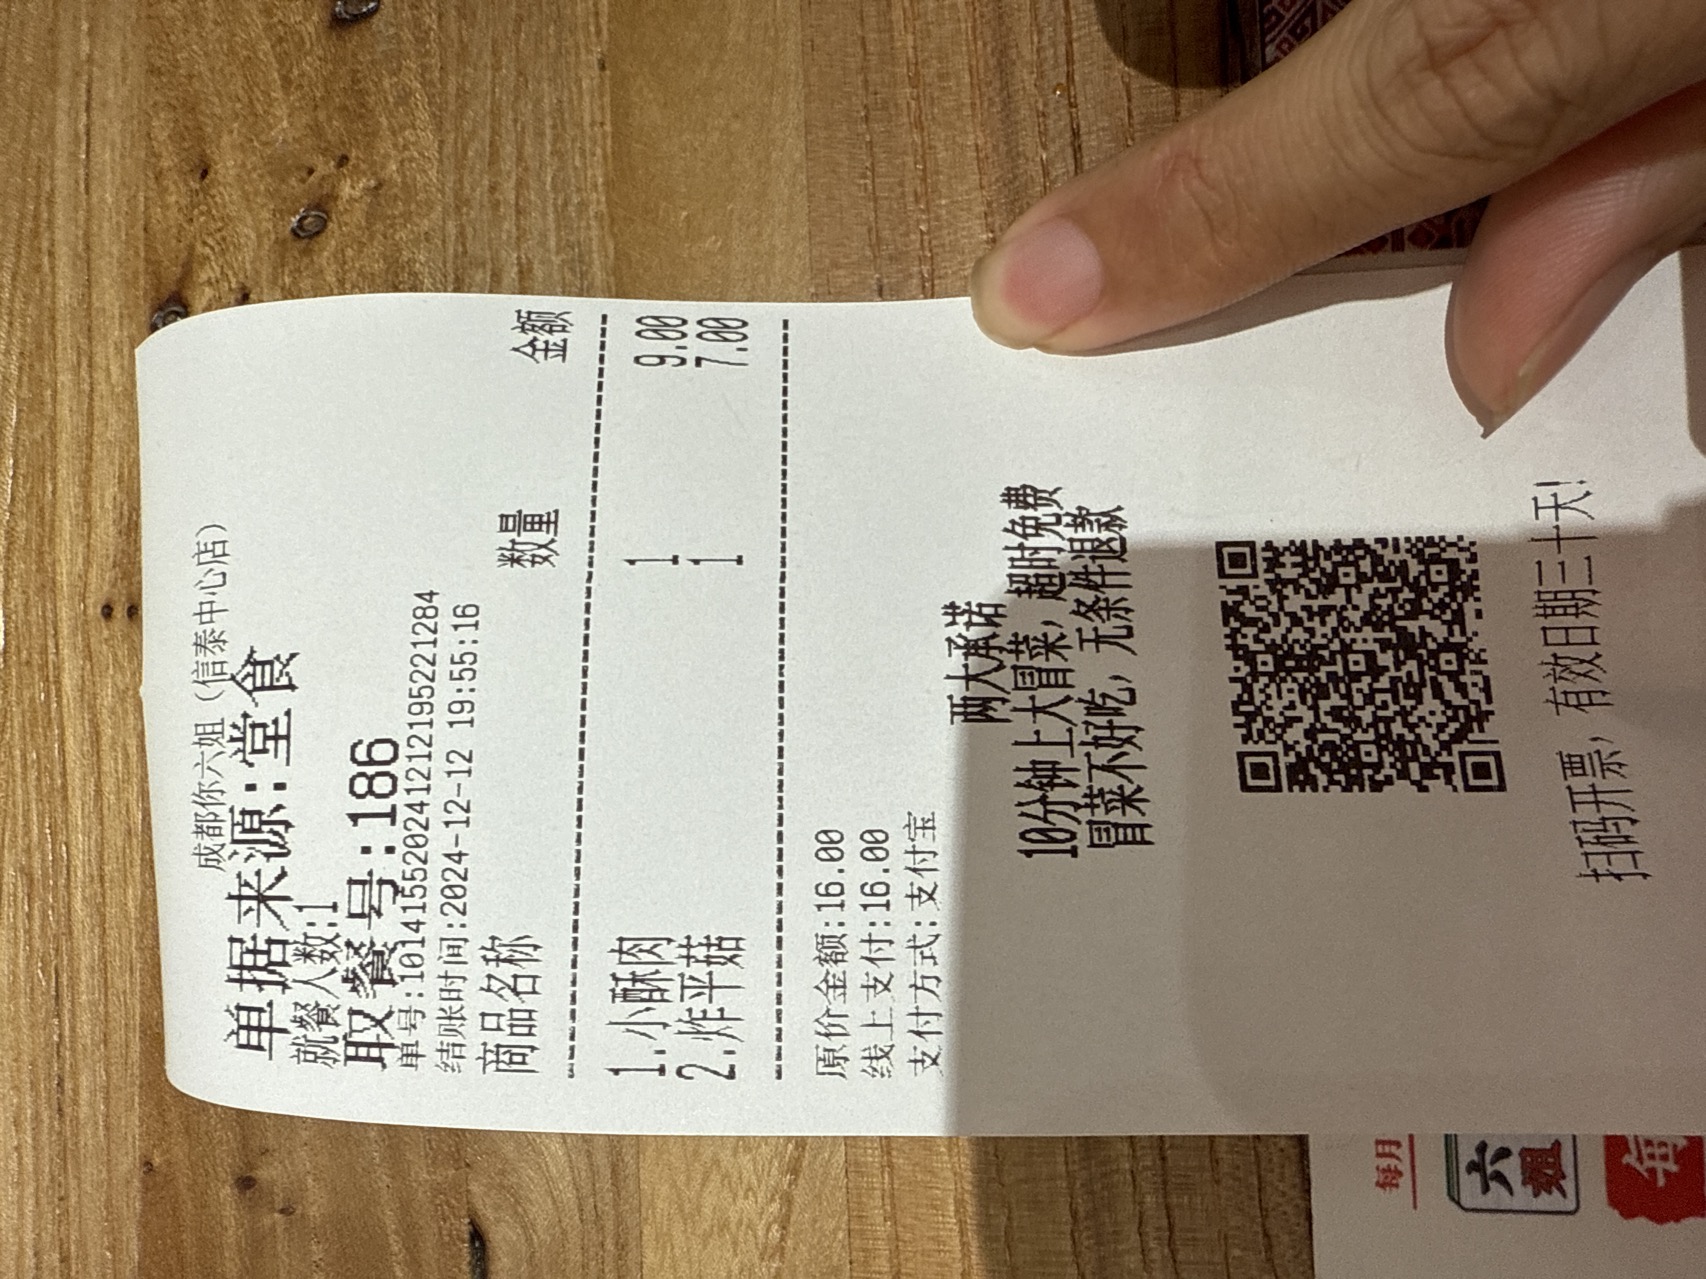 成都你六姐（信泰中心店）
单据来源:堂食
就餐人数:1
取餐号:186
单号:10141415520241212195221284
结账时间:2024-12-12 19:55:16
商品名称 数量 金额
1.小酥肉 1 9.00
2.炸平菇 1 7.00
原价金额:16.00
线上支付:16.00
支付方式:支付宝
两大承诺
10分钟上大冒菜，超时免费
冒菜不好吃，无条件退款
扫码开票，有效日期三十天!
每月
六姐